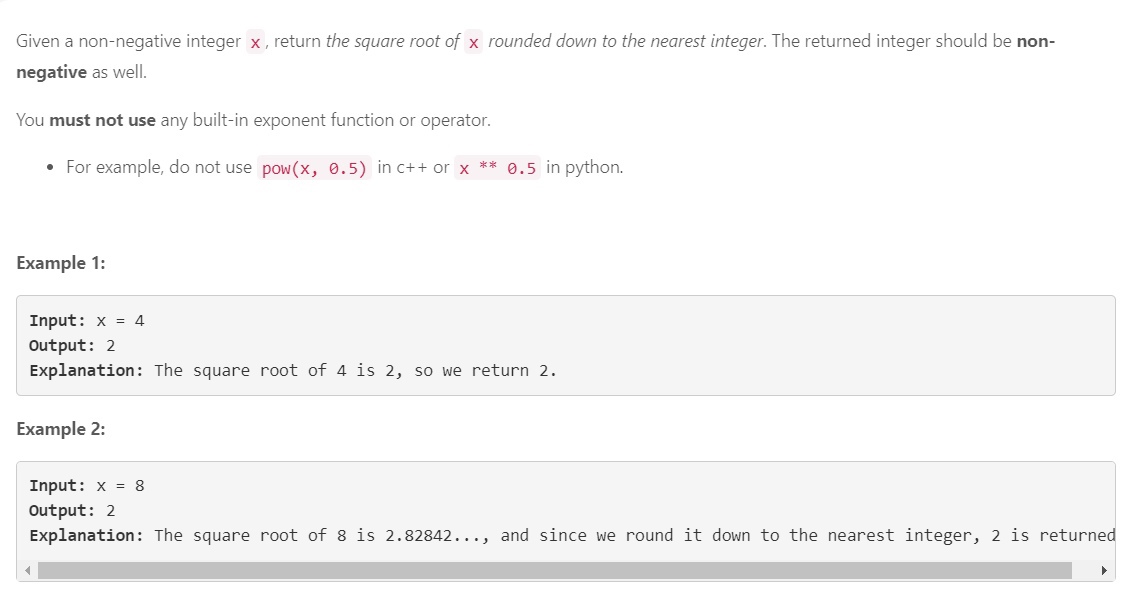 Given a non-negative integer x, return the square root of x rounded down to the nearest integer. The returned integer should be non-
negative as well.
You must not use any built-in exponent function or operator.
• For example, do not use pow(x, 0.5) in c++ or x ** 0.5 in python.
Example 1:
Input: x = 4
Output: 2
Explanation: The square root of 4 is 2, so we return 2.
Example 2:
Input: x = 8
Output: 2
Explanation: The square root of 8 is 2.82842..., and since we round it down to the nearest integer, 2 is returned